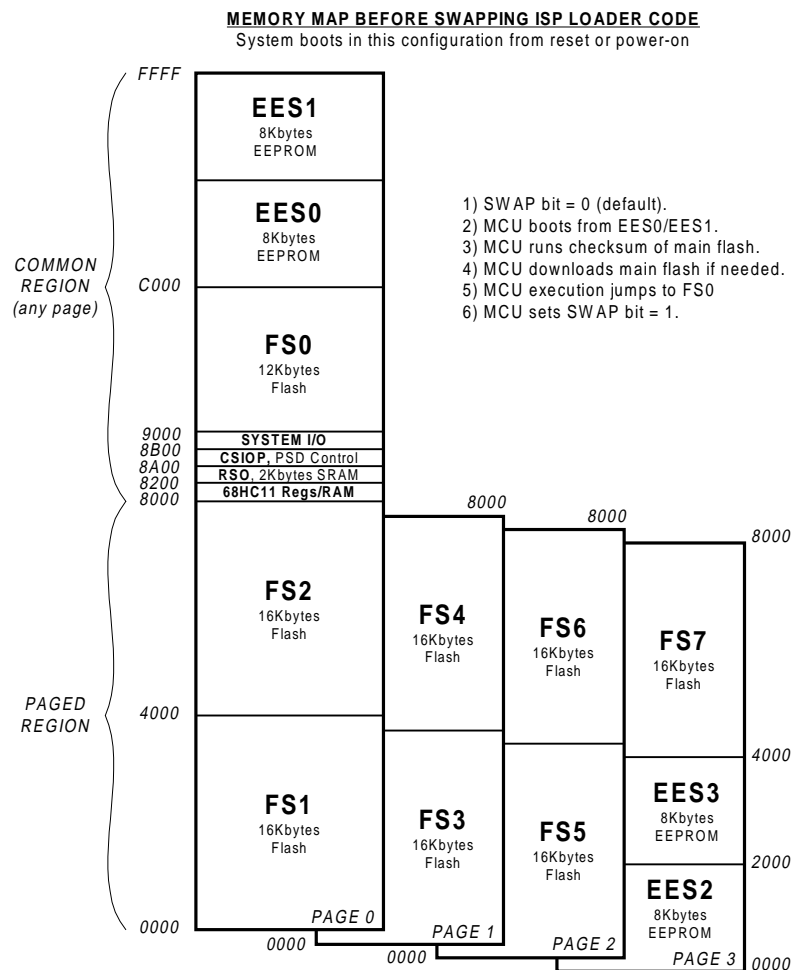 MEMORY MAP BEFORE SWAPPING ISP LOADER CODE
System boots in this configuration from reset or power-on
FFFF
EES1
8Kbytes
EEPROM
EES0
8Kbytes
EEPROM
1) SWAP bit = 0 (default).
2) MCU boots from EES0/EES1.
3) MCU runs checksum of main flash.
4) MCU downloads main flash if needed.
5) MCU execution jumps to FS0
6) MCU sets SWAP bit = 1.
COMMON
REGION
(any page)
C000
FS0
12Kbytes
Flash
9000
SYSTEM I/O
8B00
CSIOP, PSD Control
8A00
RSO, 2Kbytes SRAM
8200
68HC11 Regs/RAM
8000
8000
8000
8000
FS2
16Kbytes
Flash
FS4
16Kbytes
Flash
FS6
16Kbytes
Flash
FS7
16Kbytes
Flash
PAGED
REGION
4000
4000
FS1
16Kbytes
Flash
FS3
16Kbytes
Flash
FS5
16Kbytes
Flash
EES3
8Kbytes
EEPROM
2000
EES2
8Kbytes
EEPROM
0000
PAGE 0
0000
PAGE 1
0000
PAGE 2
PAGE 3
0000